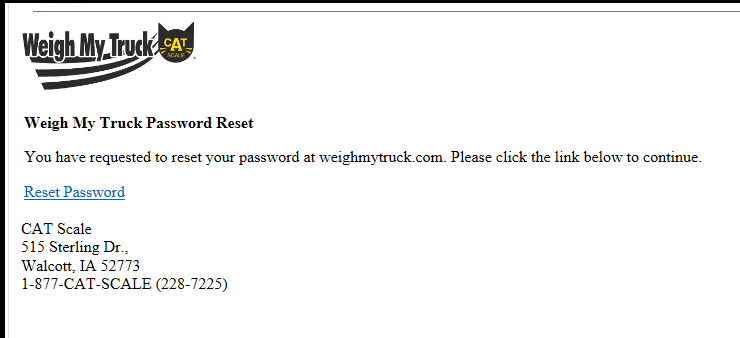 Weigh My Truck CAT SCALE
Weigh My Truck Password Reset
You have requested to reset your password at weighmytruck.com. Please click the link below to continue.
Reset Password
CAT Scale
515 Sterling Dr.,
Walcott, IA 52773
1-877-CAT-SCALE (228-7225)